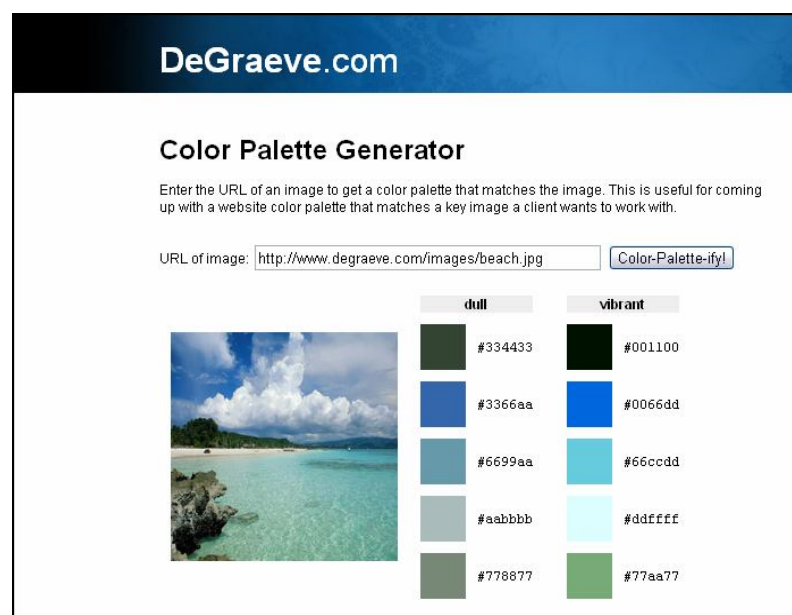 DeGraeve.com
Color Palette Generator
Enter the URL of an image to get a color palette that matches the image. This is useful for coming
up with a website color palette that matches a key image a client wants to work with.
URL of image: http://www.degraeve.com/images/beach.jpg Color-Palette-ify!
dull vibrant
#334433 #001100
#3366aa #0066dd
#6699aa #66ccdd
#aabbbb #ddffff
#778877 #77aa77